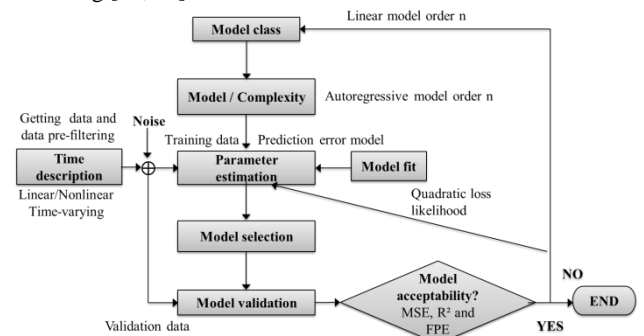 Linear model order n
Model class
Model / Complexity
Autoregressive model order n
Getting data and
data pre-filtering
Noise
Training data
Prediction error model
Time
description
Parameter
estimation
Model fit
Linear/Nonlinear
Time-varying
Quadratic loss
likelihood
Model selection
Model
acceptability?
MSE, R² and
FPE
NO
END
YES
Model validation
Validation data